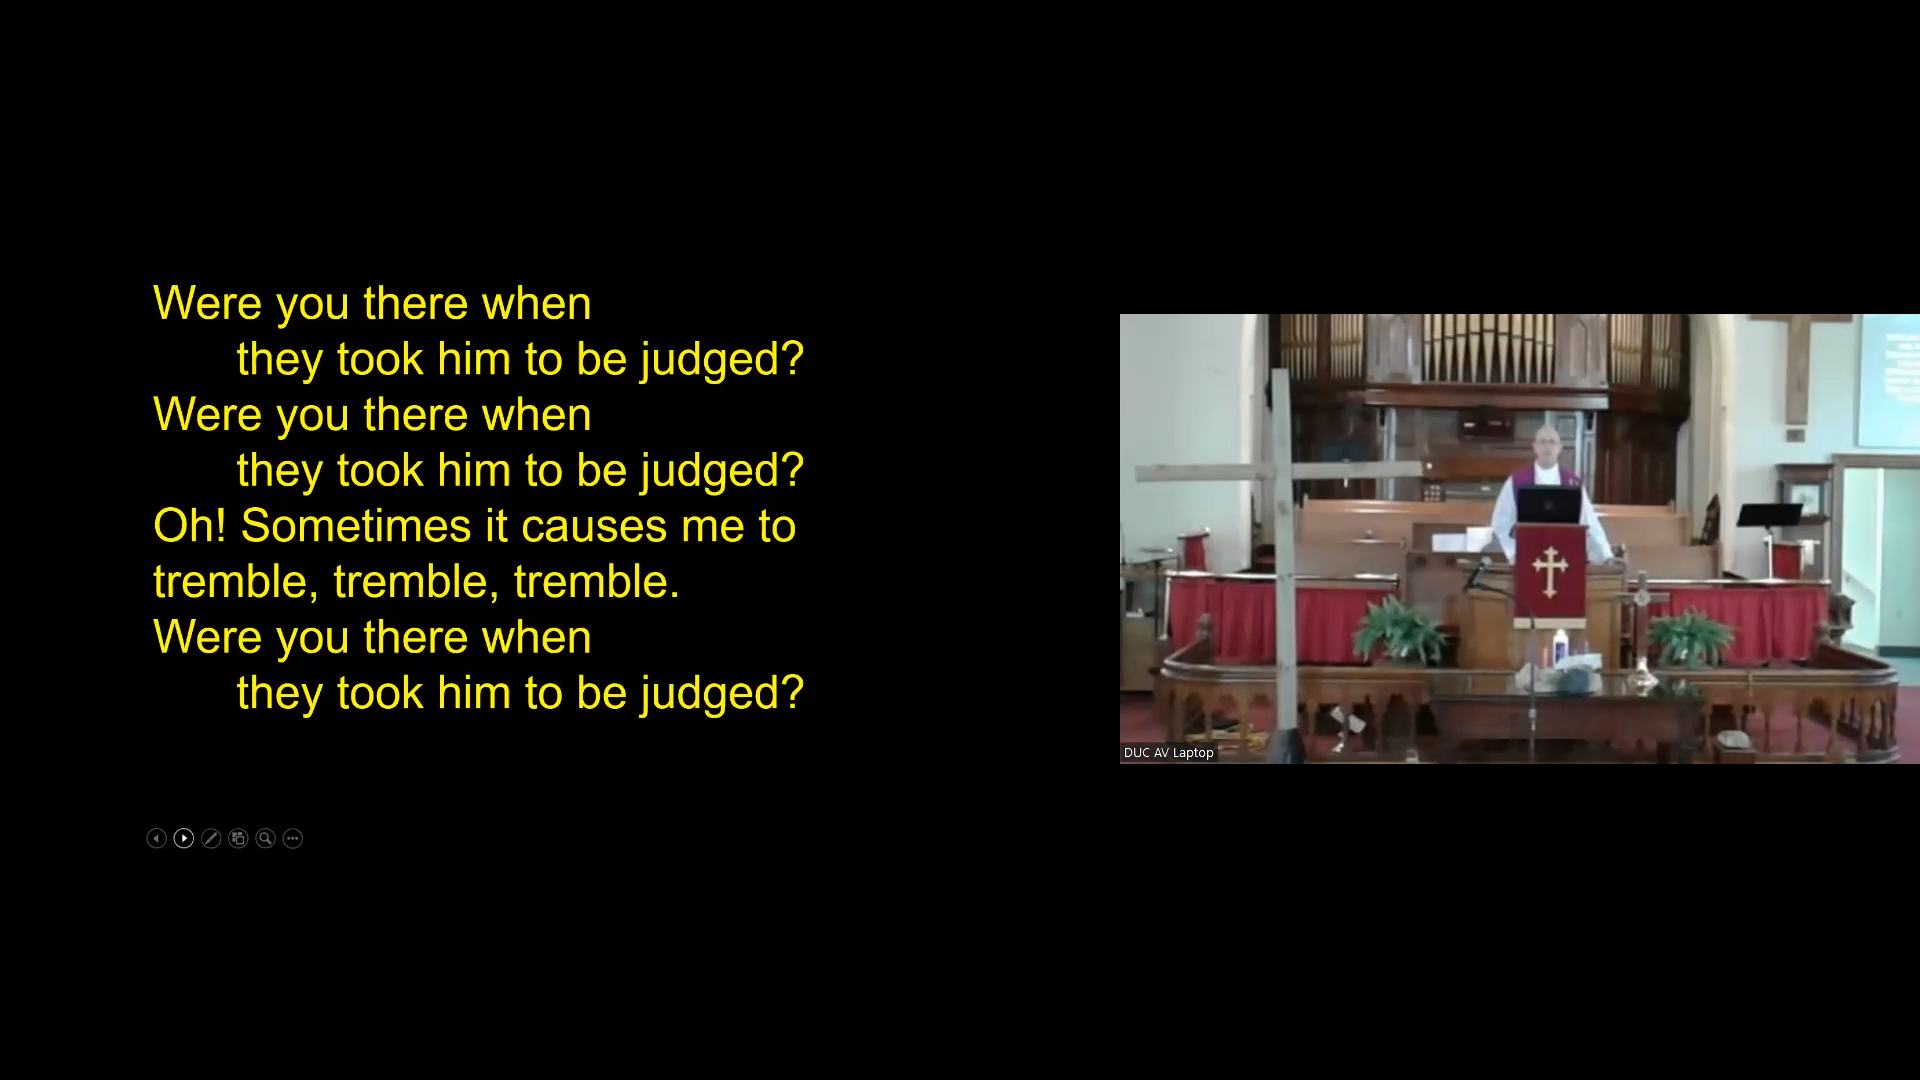 Were you there when
they took him to be judged?
Were you there when
they took him to be judged?
Oh! Sometimes it causes me to
tremble, tremble, tremble.
Were you there when
they took him to be judged?
DUC AV Laptop